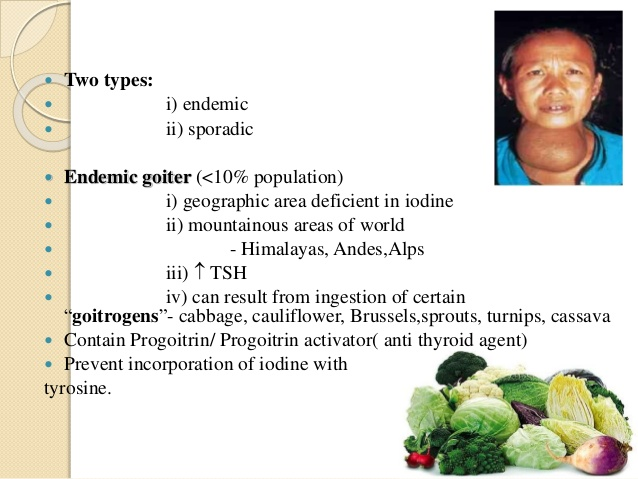 Two types:
i) endemic
ii) sporadic
Endemic goiter (<10% population)
i) geographic area deficient in iodine
ii) mountainous areas of world
- Himalayas, Andes,Alps
iii) ↑ TSH
iv) can result from ingestion of certain
“goitrogens”- cabbage, cauliflower, Brussels,sprouts, turnips, cassava
Contain Progoitrin/ Progoitrin activator( anti thyroid agent)
Prevent incorporation of iodine with
tyrosine.